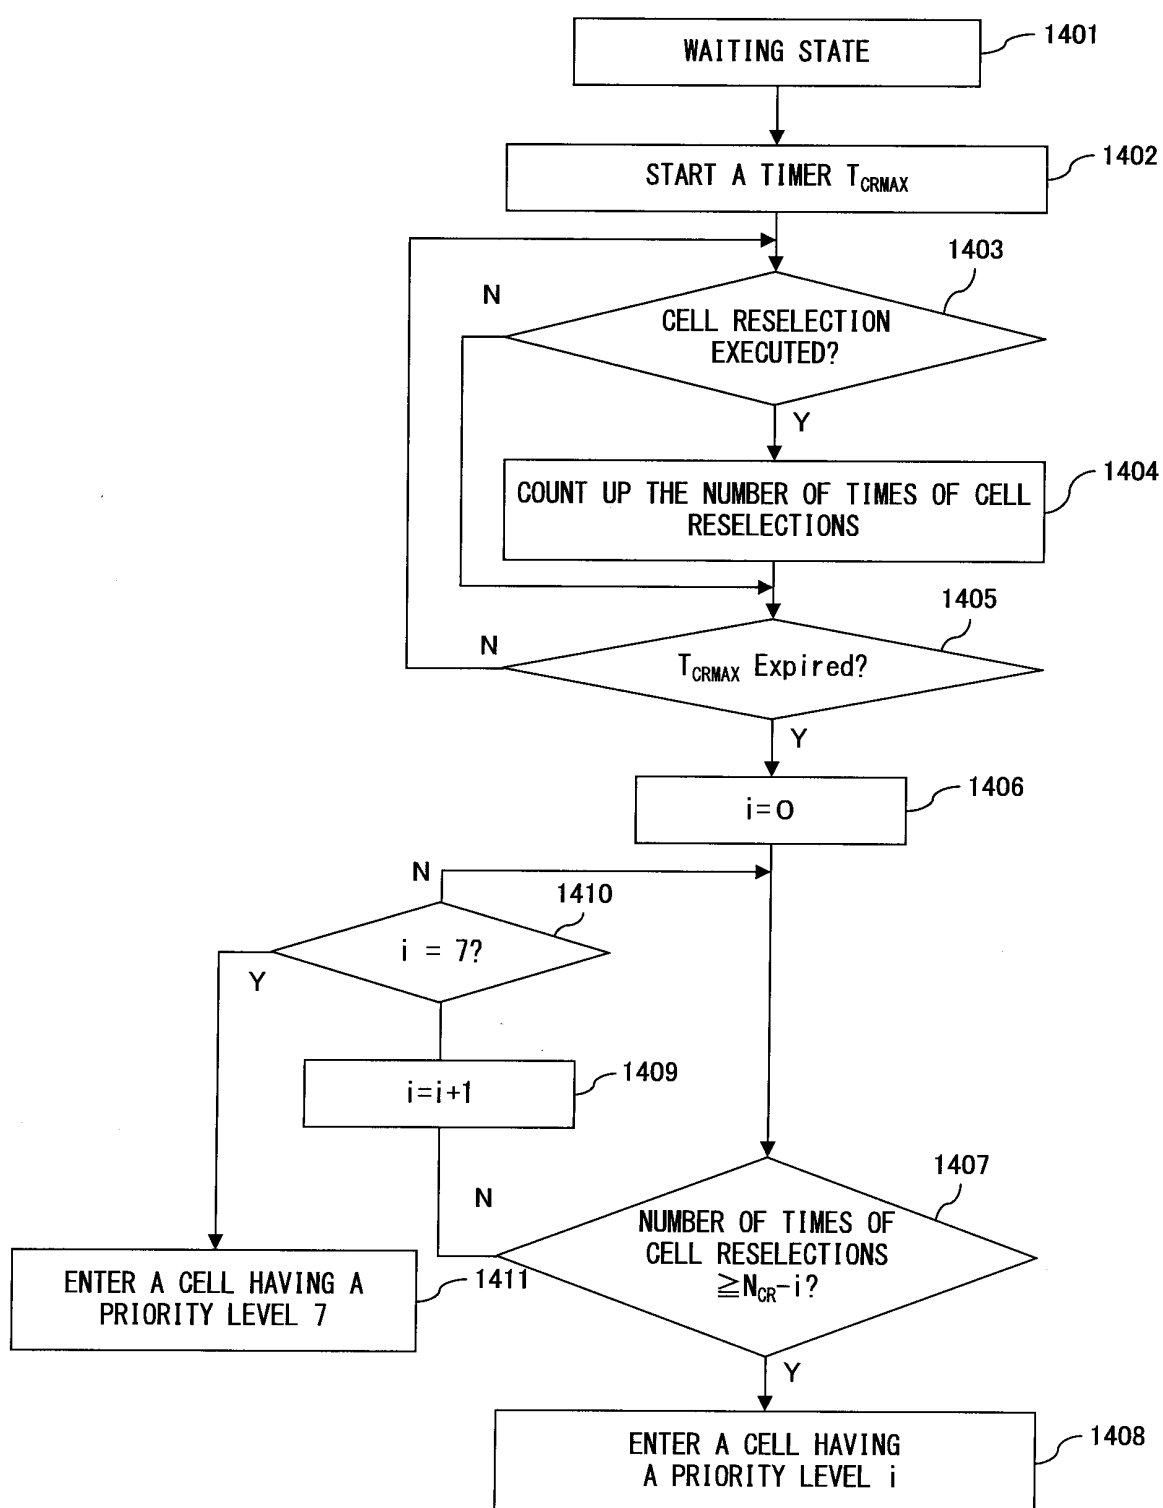 WAITING STATE
1401
START A TIMER T_CRMAX
1402
1403
N
CELL RESELECTION
EXECUTED?
Y
1404
COUNT UP THE NUMBER OF TIMES OF CELL
RESELECTIONS
1405
N
T_CRMAX Expired?
Y
1406
i=0
N
1410
i = 7?
Y
1409
i=i+1
1407
N
NUMBER OF TIMES OF
CELL RESELECTIONS
≧N_CR-i?
1411
ENTER A CELL HAVING A
PRIORITY LEVEL 7
Y
1408
ENTER A CELL HAVING
A PRIORITY LEVEL i